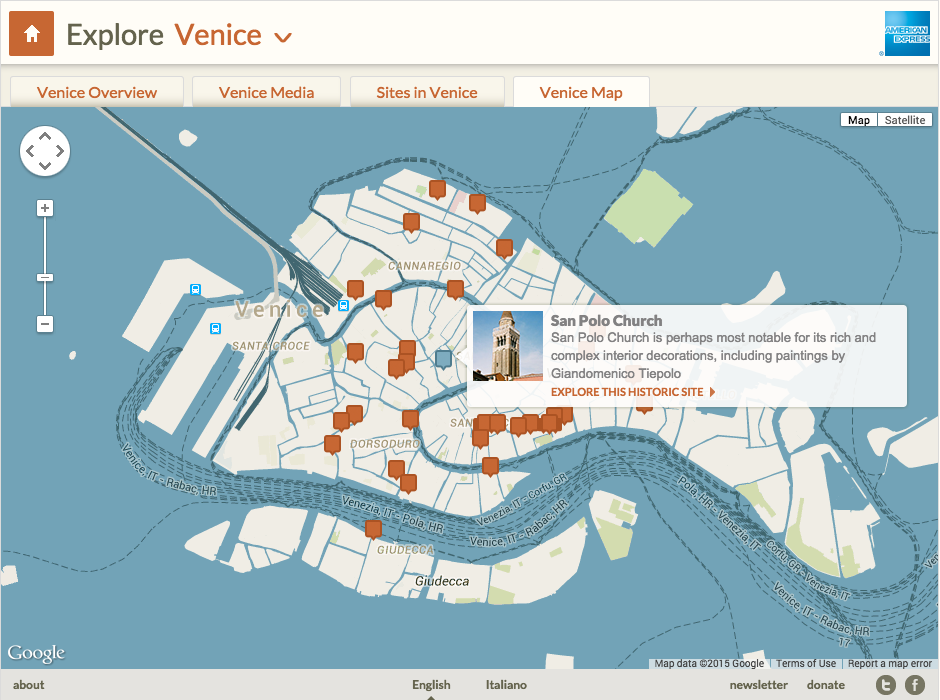 Explore Venice
AMERICAN
EXPRESS
®
Venice Overview
Venice Media
Sites in Venice
Venice Map
Map
Satellite
+
−
CANNAREGIO
Venice
SANTA CROCE
San Polo Church
San Polo Church is perhaps most notable for its rich and
complex interior decorations, including paintings by
Giandomenico Tiepolo
EXPLORE THIS HISTORIC SITE
SAN
DORSODURO
Venice, IT - Rabac, HR
Venezia, IT - Pola, HR
Venezia, IT - Corfu, GR
Venice, IT - Rabac, HR
Pola, HR - Venezia, IT
Corfu, GR - Venezia, IT
Venice, IT - Rabac, HR
17
GIUDECCA
Giudecca
Google
Map data ©2015 Google
Terms of Use
Report a map error
about
English
Italiano
newsletter
donate